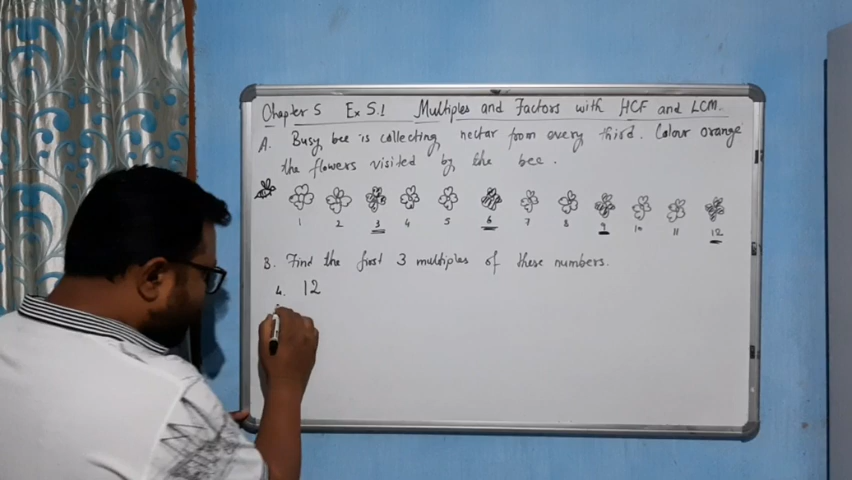 Chapter 5 Ex 5.1 Multiples and Factors with HCF and LCM.
A. Busy bee is collecting nectar from every third. Colour orange
the flowers visited by the bee.
1 2 3 4 5 6 7 8 9 10 11 12
B. Find the first 3 multiples of these numbers.
4. 12